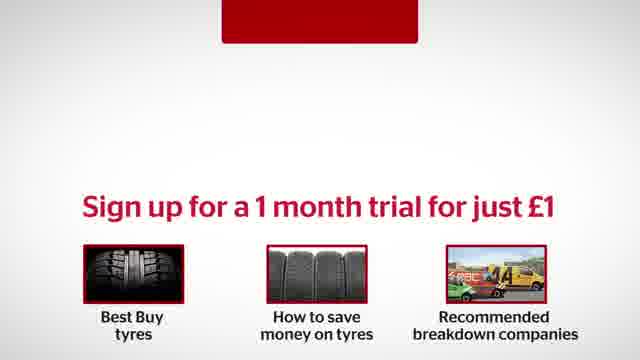 Sign up for a 1 month trial for just £1
Best Buy
tyres
How to save
money on tyres
Recommended
breakdown companies